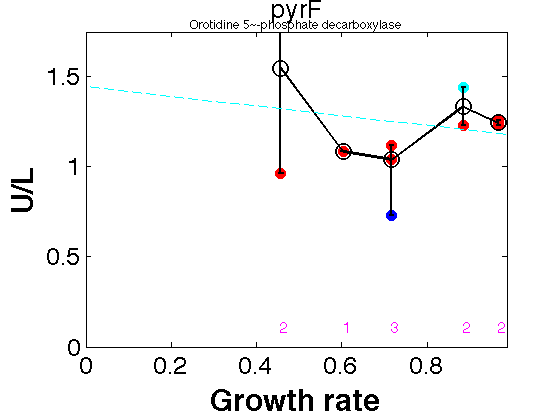 pyrF
Orotidine 5~-phosphate decarboxylase
1.5
1
0.5
0
U/L
2 1 3 2 2
0 0.2 0.4 0.6 0.8
Growth rate